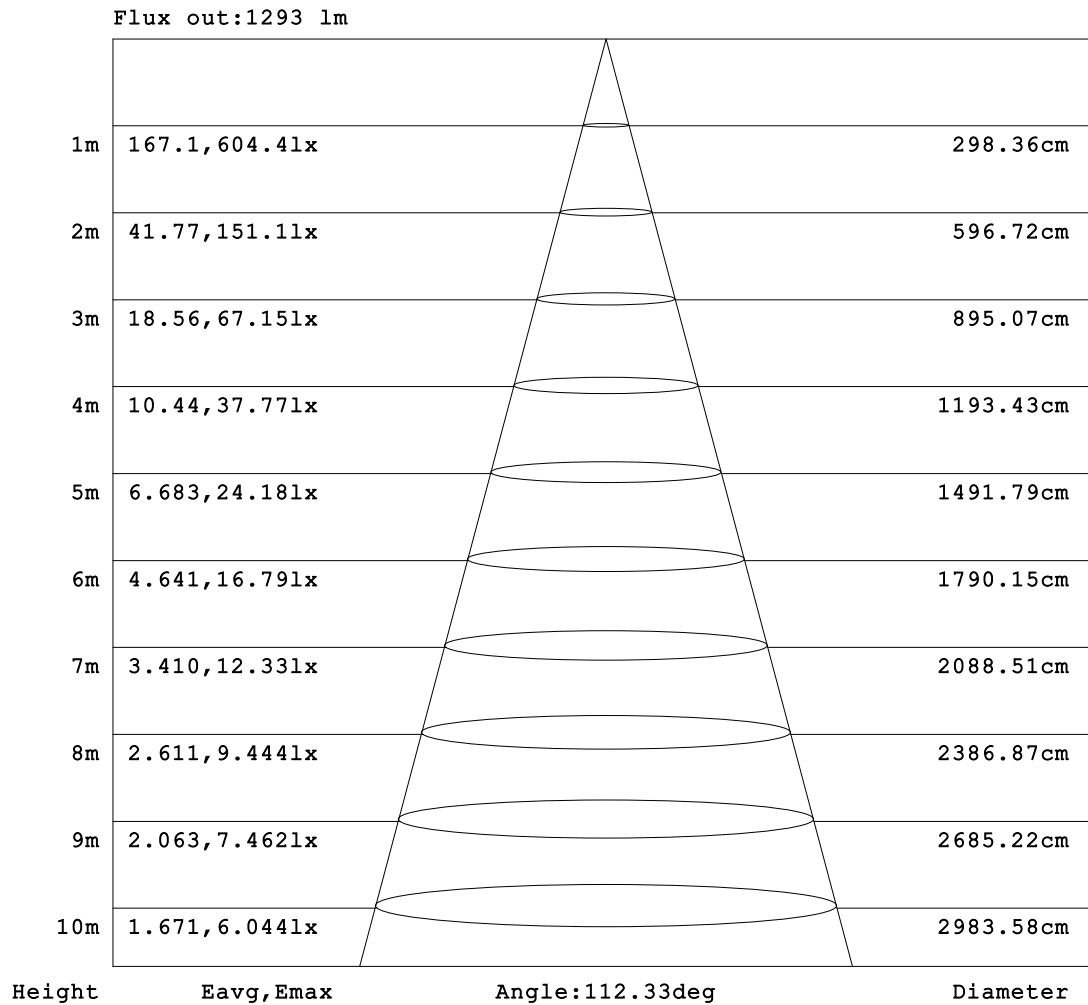 Flux out:1293 lm
1m 167.1,604.4lx 298.36cm
2m 41.77,151.1lx 596.72cm
3m 18.56,67.15lx 895.07cm
4m 10.44,37.77lx 1193.43cm
5m 6.683,24.18lx 1491.79cm
6m 4.641,16.79lx 1790.15cm
7m 3.410,12.33lx 2088.51cm
8m 2.611,9.444lx 2386.87cm
9m 2.063,7.462lx 2685.22cm
10m 1.671,6.044lx 2983.58cm
Height Eavg,Emax Angle:112.33deg Diameter